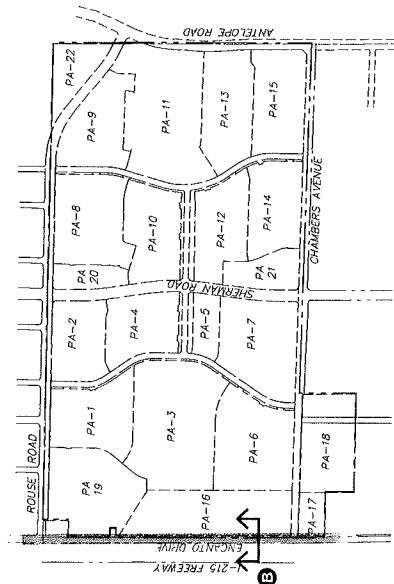 ROUSE ROAD
ANTELOPE ROAD
PA-22
PA-9
PA-8
PA
20
PA-2
PA-1
PA
19
PA-11
PA-10
PA-4
PA-3
PA-13
PA-12
PA-5
PA-6
PA-16
PA-15
PA-14
PA
21
PA-7
SHERMAN ROAD
CHAMBERS AVENUE
PA-18
PA-17
ENCANTO DRIVE
I-215 FREEWAY
B